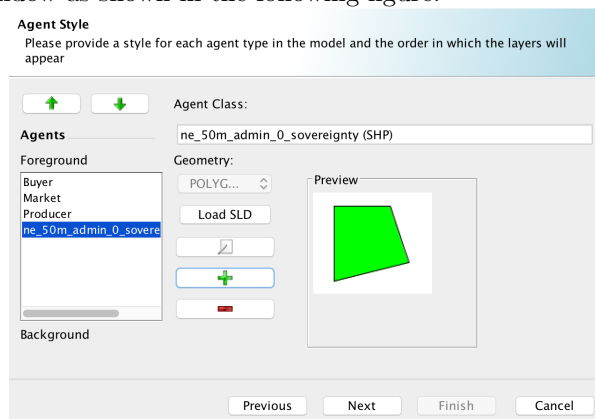 Agent Style
Please provide a style for each agent type in the model and the order in which the layers will
appear
Agent Class:
Agents
ne_50m_admin_0_sovereignty (SHP)
Foreground
Geometry:
Buyer
Market
Producer
ne_50m_admin_0_sovere
POLYG...
Preview
Load SLD
Background
Previous
Next
Finish
Cancel